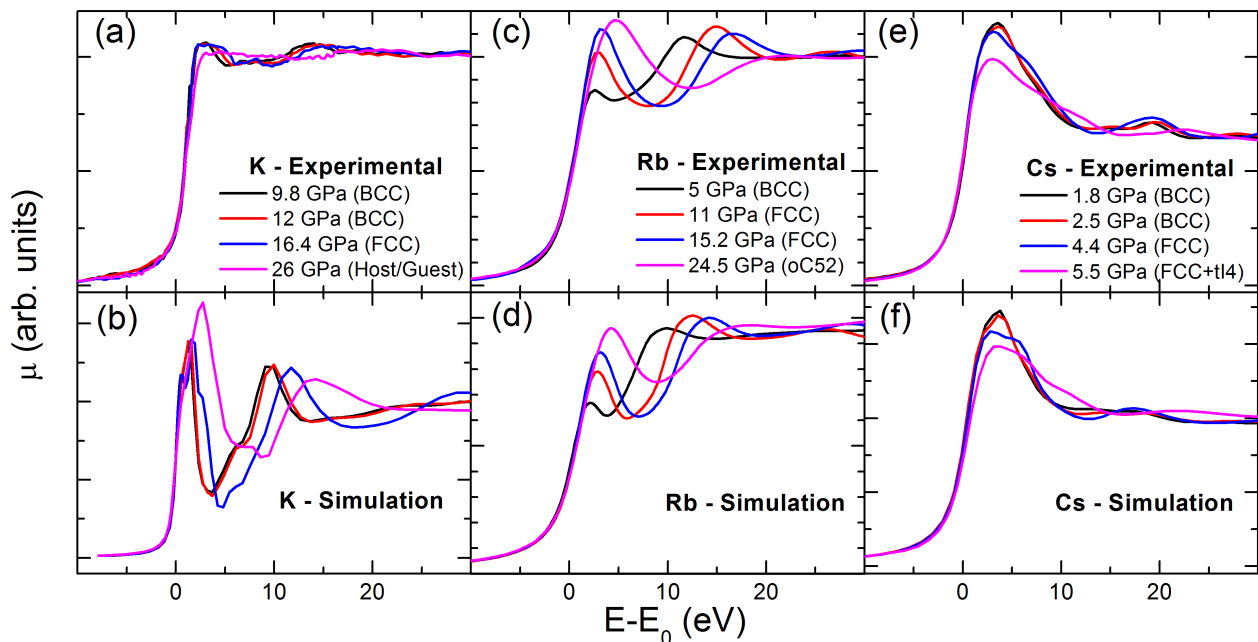 (a)
K - Experimental
9.8 GPa (BCC)
12 GPa (BCC)
16.4 GPa (FCC)
26 GPa (Host/Guest)
(c)
Rb - Experimental
5 GPa (BCC)
11 GPa (FCC)
15.2 GPa (FCC)
24.5 GPa (oC52)
(e)
Cs - Experimental
1.8 GPa (BCC)
2.5 GPa (BCC)
4.4 GPa (FCC)
5.5 GPa (FCC+tI4)
(b)
K - Simulation
(d)
Rb - Simulation
(f)
Cs - Simulation
μ (arb. units)
0 10 20
0 10 20
0 10 20
E-E0 (eV)